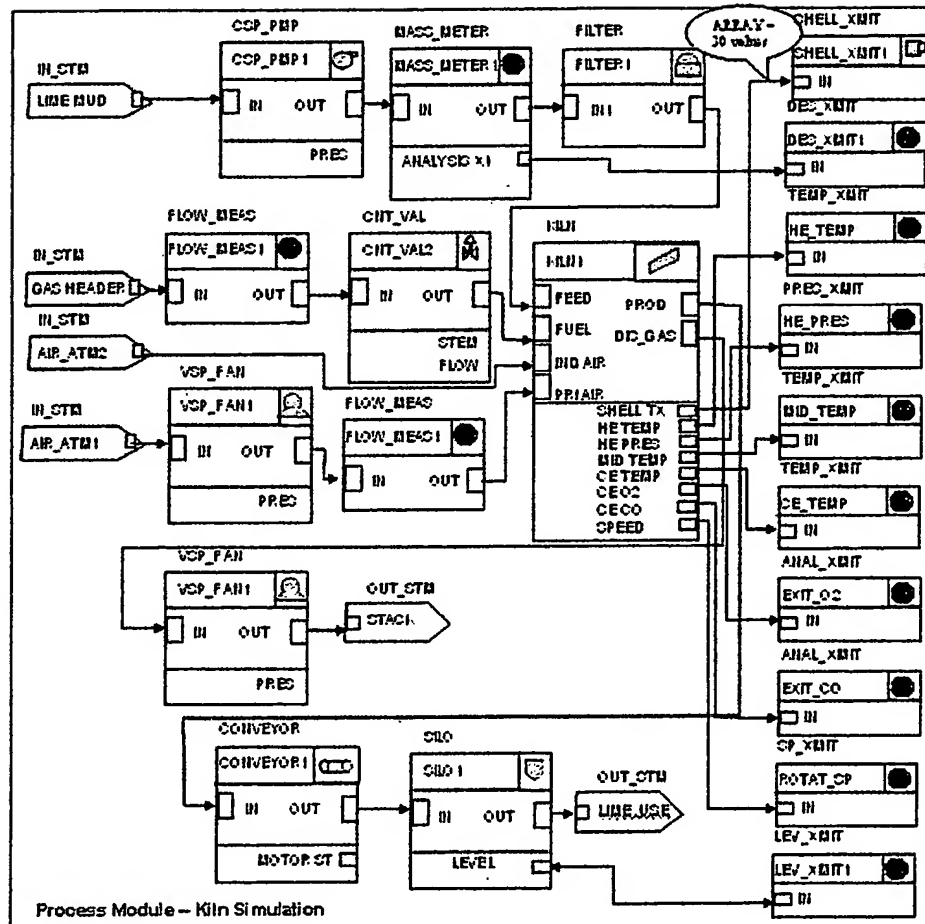 CSP_PMP
CSP_PMP1
IN OUT
PRES
MASS_METER
MASS_METER1
IN OUT
ANALYSIS X1
FILTER
FILTER1
IN1 OUT
ARRAY -
30 values
SHELL_XMIT
SHELL_XMIT1
IN
DES_XMIT
DES_XMIT1
IN
TEMP_XMIT
HE_TEMP
IN
PRES_XMIT
HE_PRES
IN
TEMP_XMIT
MID_TEMP
IN
TEMP_XMIT
CE_TEMP
IN
ANAL_XMIT
EXIT_O2
IN
ANAL_XMIT
EXIT_CO
IN
SP_XMIT
ROTAT_SP
IN
LEV_XMIT
LEV_XMIT1
IN
IN_STM
LIME MUD
IN_STM
GAS HEADER
IN_STM
AIR_ATM2
IN_STM
AIR_ATM1
FLOW_MEAS
FLOW_MEAS1
IN OUT
CNT_VAL
CNT_VAL2
IN OUT
STEM
FLOW
VSP_FAN
VSP_FAN1
IN OUT
PRES
FLOW_MEAS
FLOW_MEAS1
IN OUT
KILN
KILN1
FEED PROD
FUEL DIS_GAS
IND AIR
PRI AIR
SHELL TX
HE TEMP
HE PRES
MID TEMP
CE TEMP
CE O2
CE CO
SPEED
VSP_FAN
VSP_FAN1
IN OUT
PRES
OUT_STM
STACK
CONVEYOR
CONVEYOR1
IN OUT
MOTOR ST
SILO
SILO1
IN OUT
LEVEL
OUT_STM
LIME USE
Process Module – Kiln Simulation